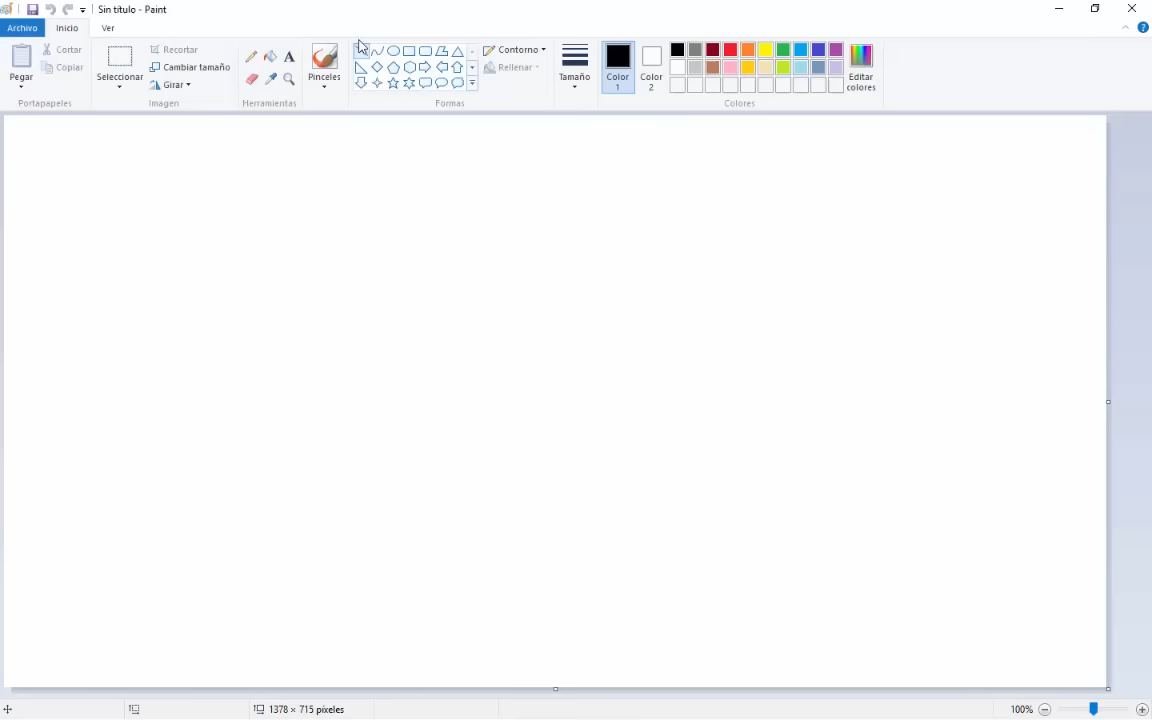 Sin título - Paint
Archivo Inicio Ver
Pegar
Cortar
Copiar
Portapapeles
Seleccionar
Recortar
Cambiar tamaño
Girar
Imagen
A
Herramientas
Pinceles
Contorno
Rellenar
Formas
Tamaño
Color
1
Color
2
Editar
colores
Colores
1378 × 715 píxeles
100%